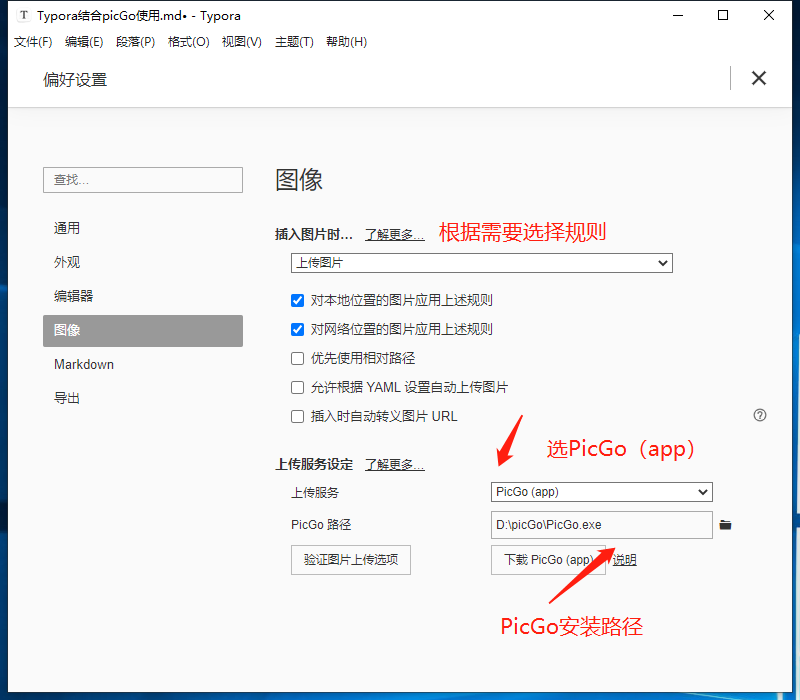 Typora结合picGo使用.md• - Typora
文件(F) 编辑(E) 段落(P) 格式(O) 视图(V) 主题(T) 帮助(H)
偏好设置
查找...
通用
外观
编辑器
图像
Markdown
导出
图像
插入图片时... 了解更多... 根据需要选择规则
上传图片
对本地位置的图片应用上述规则
对网络位置的图片应用上述规则
优先使用相对路径
允许根据 YAML 设置自动上传图片
插入时自动转义图片 URL
选PicGo（app）
上传服务设定 了解更多...
上传服务 PicGo (app)
PicGo 路径 D:\picGo\PicGo.exe
验证图片上传选项 下载 PicGo (app) 说明
PicGo安装路径